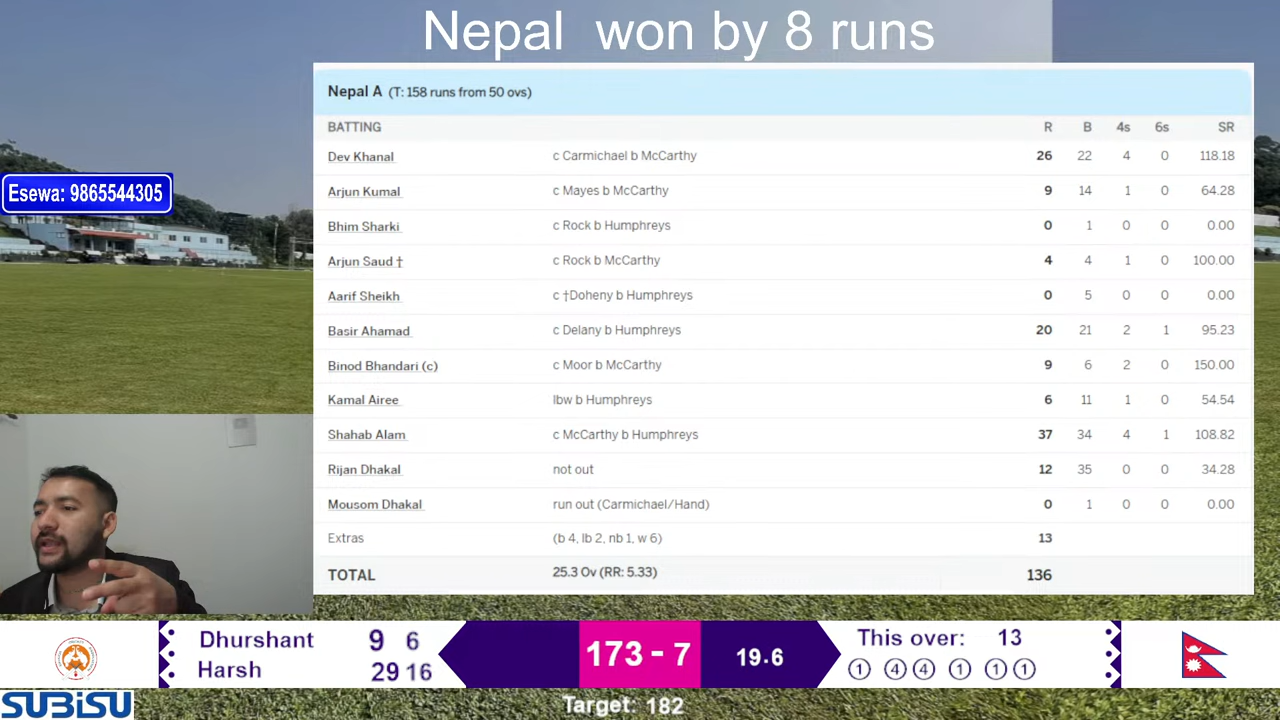 Nepal won by 8 runs
Nepal A (T: 158 runs from 50 ovs)
BATTING R B 4s 6s SR
Dev Khanal c Carmichael b McCarthy 26 22 4 0 118.18
Arjun Kumal c Mayes b McCarthy 9 14 1 0 64.28
Bhim Sharki c Rock b Humphreys 0 1 0 0 0.00
Arjun Saud † c Rock b McCarthy 4 4 1 0 100.00
Aarif Sheikh c †Doheny b Humphreys 0 5 0 0 0.00
Basir Ahamad c Delany b Humphreys 20 21 2 1 95.23
Binod Bhandari (c) c Moor b McCarthy 9 6 2 0 150.00
Kamal Airee lbw b Humphreys 6 11 1 0 54.54
Shahab Alam c McCarthy b Humphreys 37 34 4 1 108.82
Rijan Dhakal not out 12 35 0 0 34.28
Mousom Dhakal run out (Carmichael/Hand) 0 1 0 0 0.00
Extras (b 4, lb 2, nb 1, w 6) 13
TOTAL 25.3 Ov (RR: 5.33) 136
Esewa: 9865544305
Dhurshant 9 6
Harsh 29 16
173 - 7
19.6
This over: 13
1 4 4 1 1 1
SUBISU
Target: 182